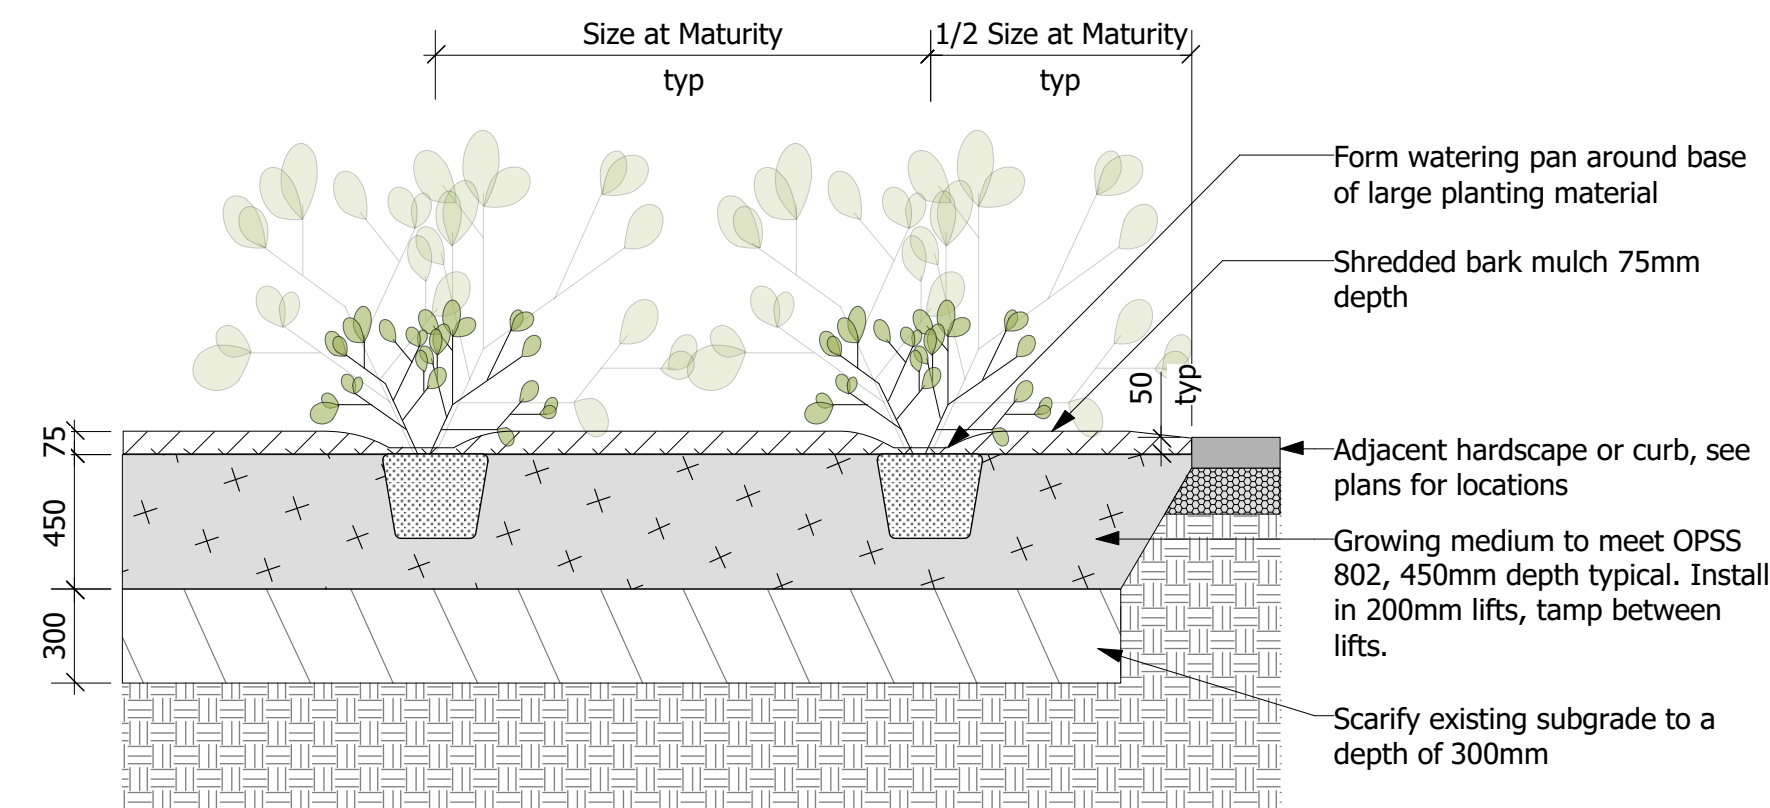 Size at Maturity
typ
1/2 Size at Maturity
typ
Form watering pan around base
of large planting material
Shredded bark mulch 75mm
depth
50
typ
75
450
300
Adjacent hardscape or curb, see
plans for locations
Growing medium to meet OPSS
802, 450mm depth typical. Install
in 200mm lifts, tamp between
lifts.
Scarify existing subgrade to a
depth of 300mm